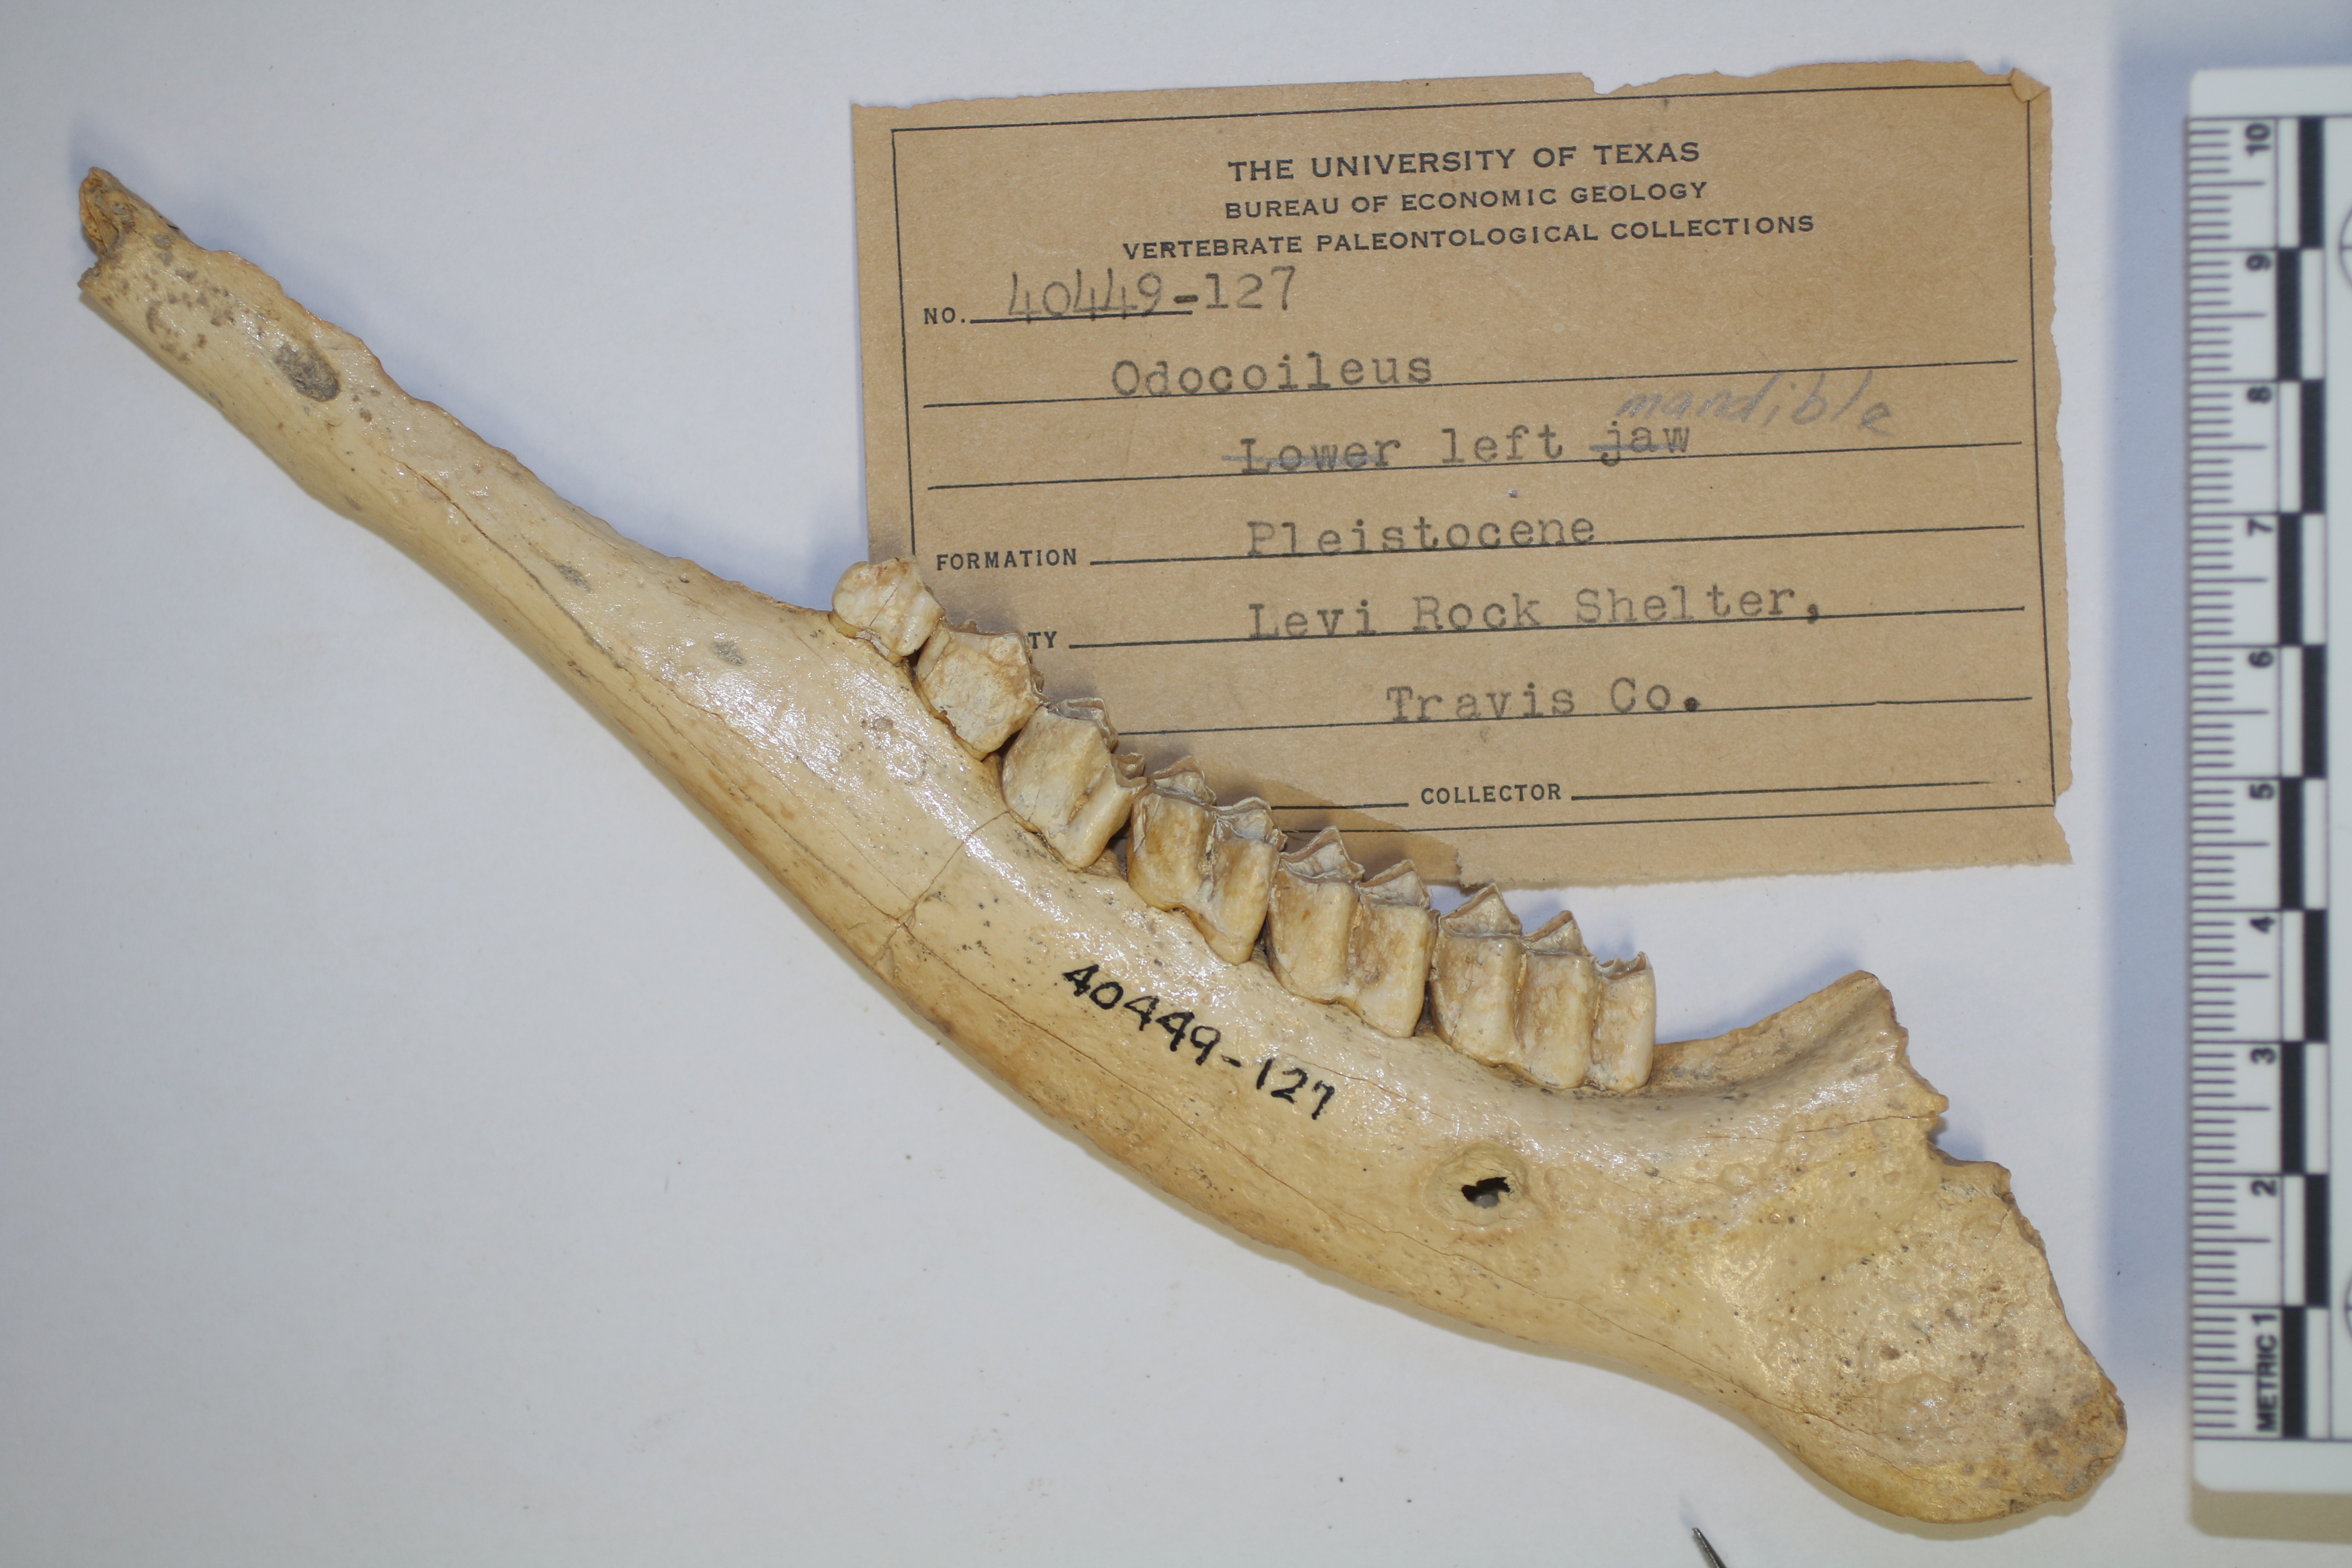 THE UNIVERSITY OF TEXAS
BUREAU OF ECONOMIC GEOLOGY
VERTEBRATE PALEONTOLOGICAL COLLECTIONS
NO. 40449-127
Odocoileus
mandible
Lower left jaw
FORMATION Pleistocene
TY Levi Rock Shelter,
Travis Co.
COLLECTOR
40449-127
10
9
8
7
6
5
4
3
2
METRIC 1